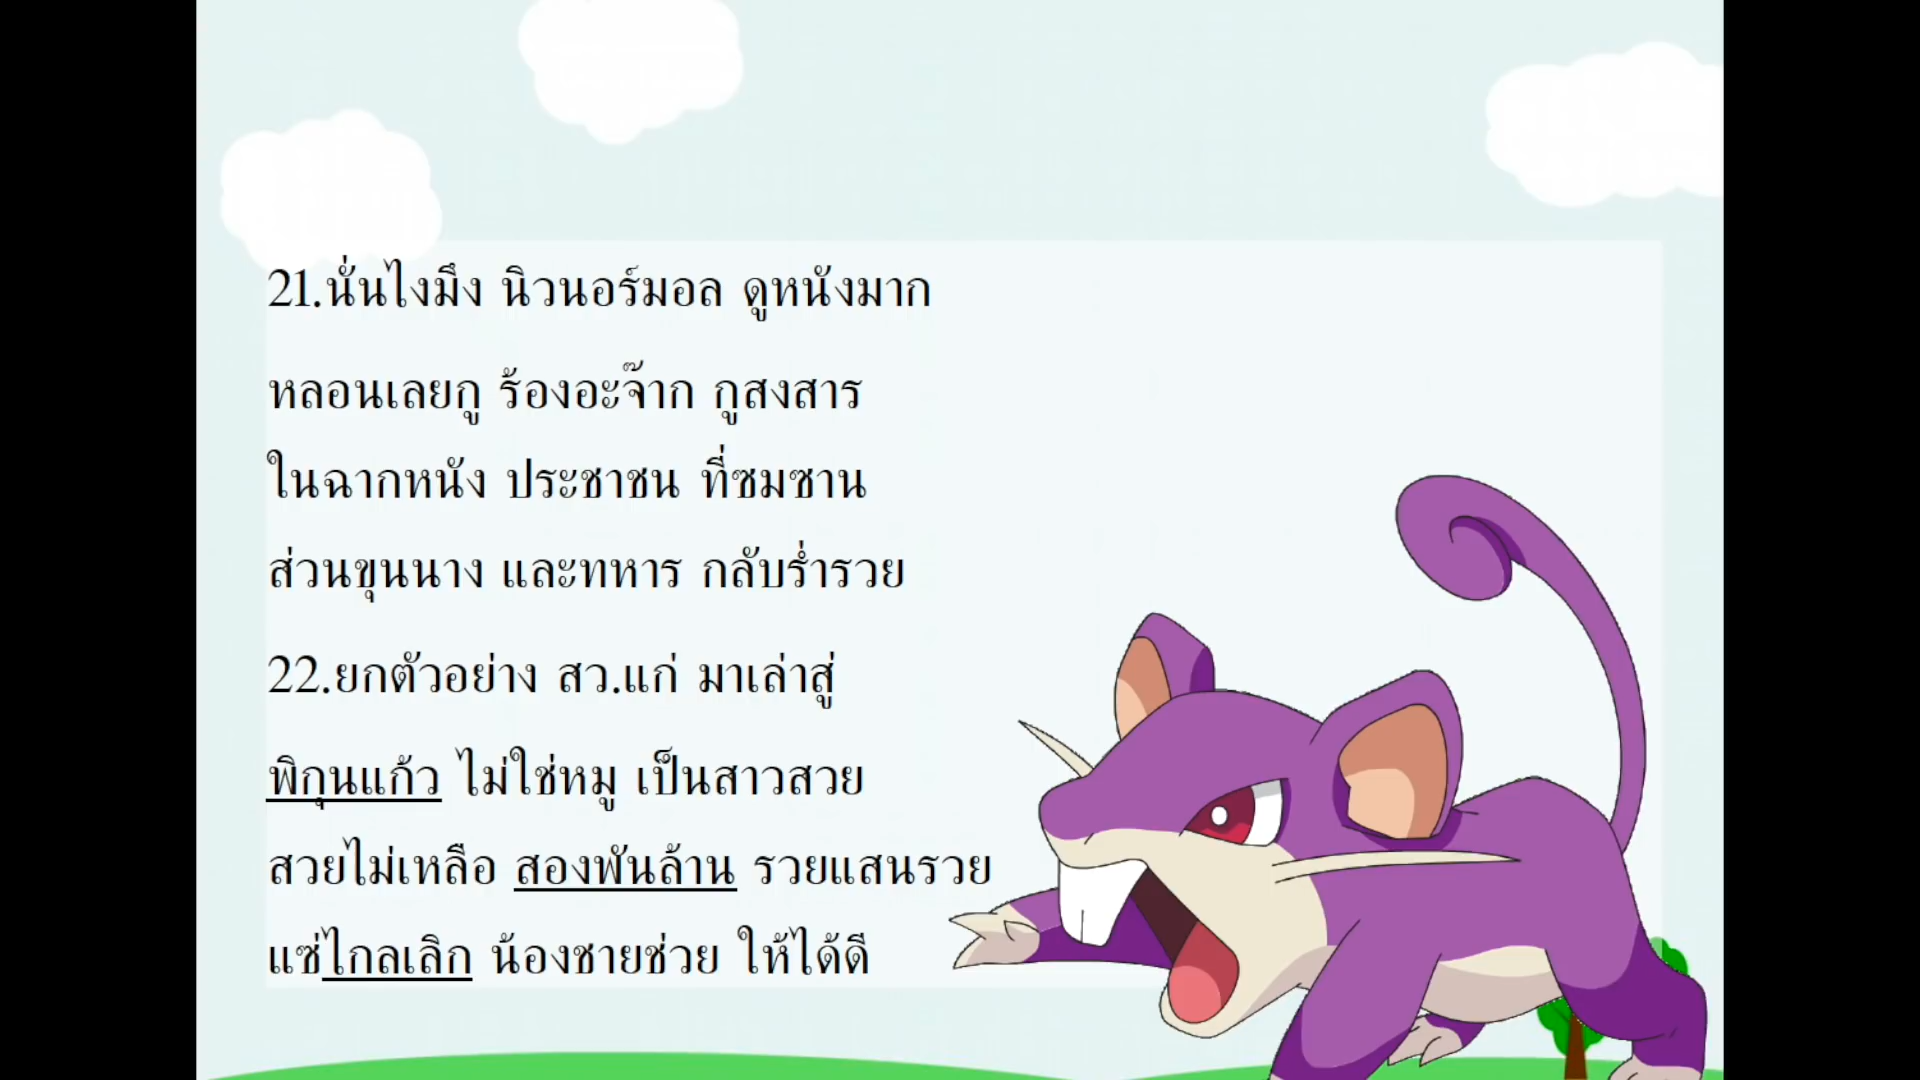 21.นั่นไงมึง นิวนอร์มอล ดูหนังมาก
หลอนเลยกู ร้องอะจ๊าก กูสงสาร
ในฉากหนัง ประชาชน ที่ซมซาน
ส่วนขุนนาง และทหาร กลับร่ำรวย
22.ยกตัวอย่าง สว.แก่ มาเล่าสู่
พิกุนแก้ว ไม่ใช่หมู เป็นสาวสวย
สวยไม่เหลือ สองพันล้าน รวยแสนรวย
แซ่ไกลเลิก น้องชายช่วย ให้ได้ดี